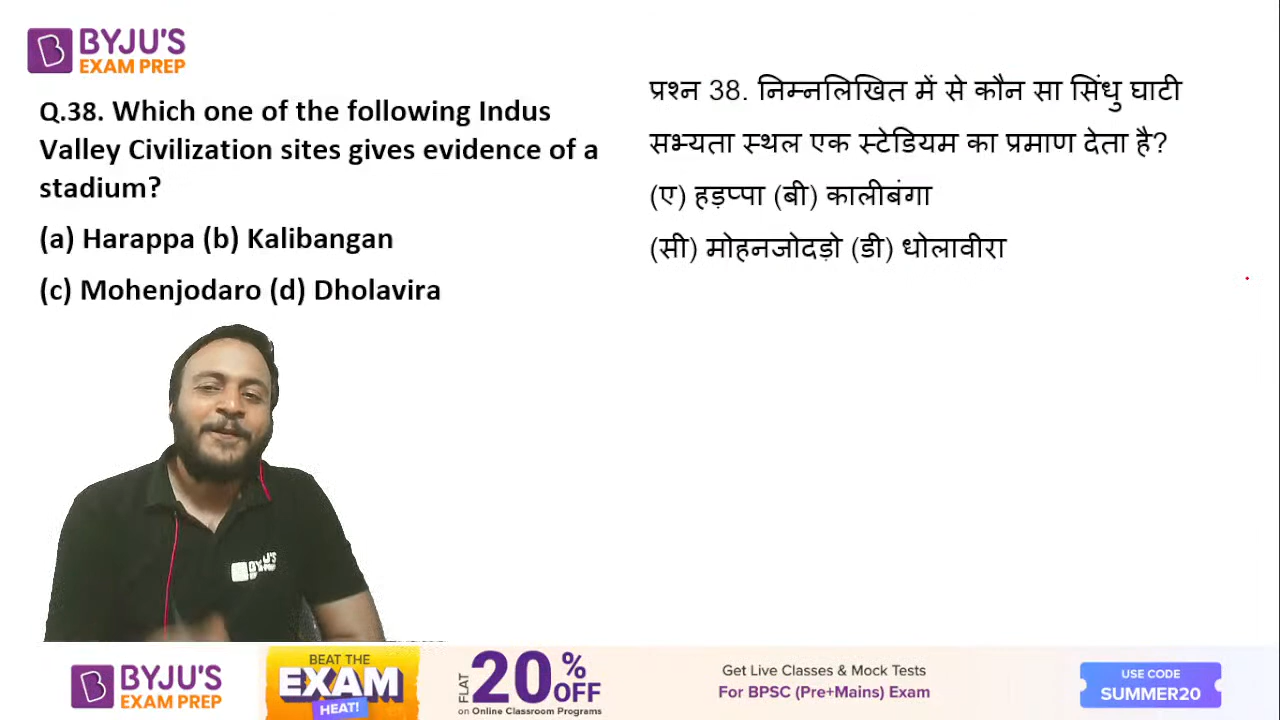 BYJU'S
EXAM PREP
Q.38. Which one of the following Indus
Valley Civilization sites gives evidence of a
stadium?
(a) Harappa (b) Kalibangan
(c) Mohenjodaro (d) Dholavira
प्रश्न 38. निम्नलिखित में से कौन सा सिंधु घाटी
सभ्यता स्थल एक स्टेडियम का प्रमाण देता है?
(ए) हड़प्पा (बी) कालीबंगा
(सी) मोहनजोदड़ो (डी) धोलावीरा
BYJU'S
EXAM PREP
BEAT THE
EXAM
HEAT!
FLAT
20% OFF
on Online Classroom Programs
Get Live Classes & Mock Tests
For BPSC (Pre+Mains) Exam
USE CODE
SUMMER20